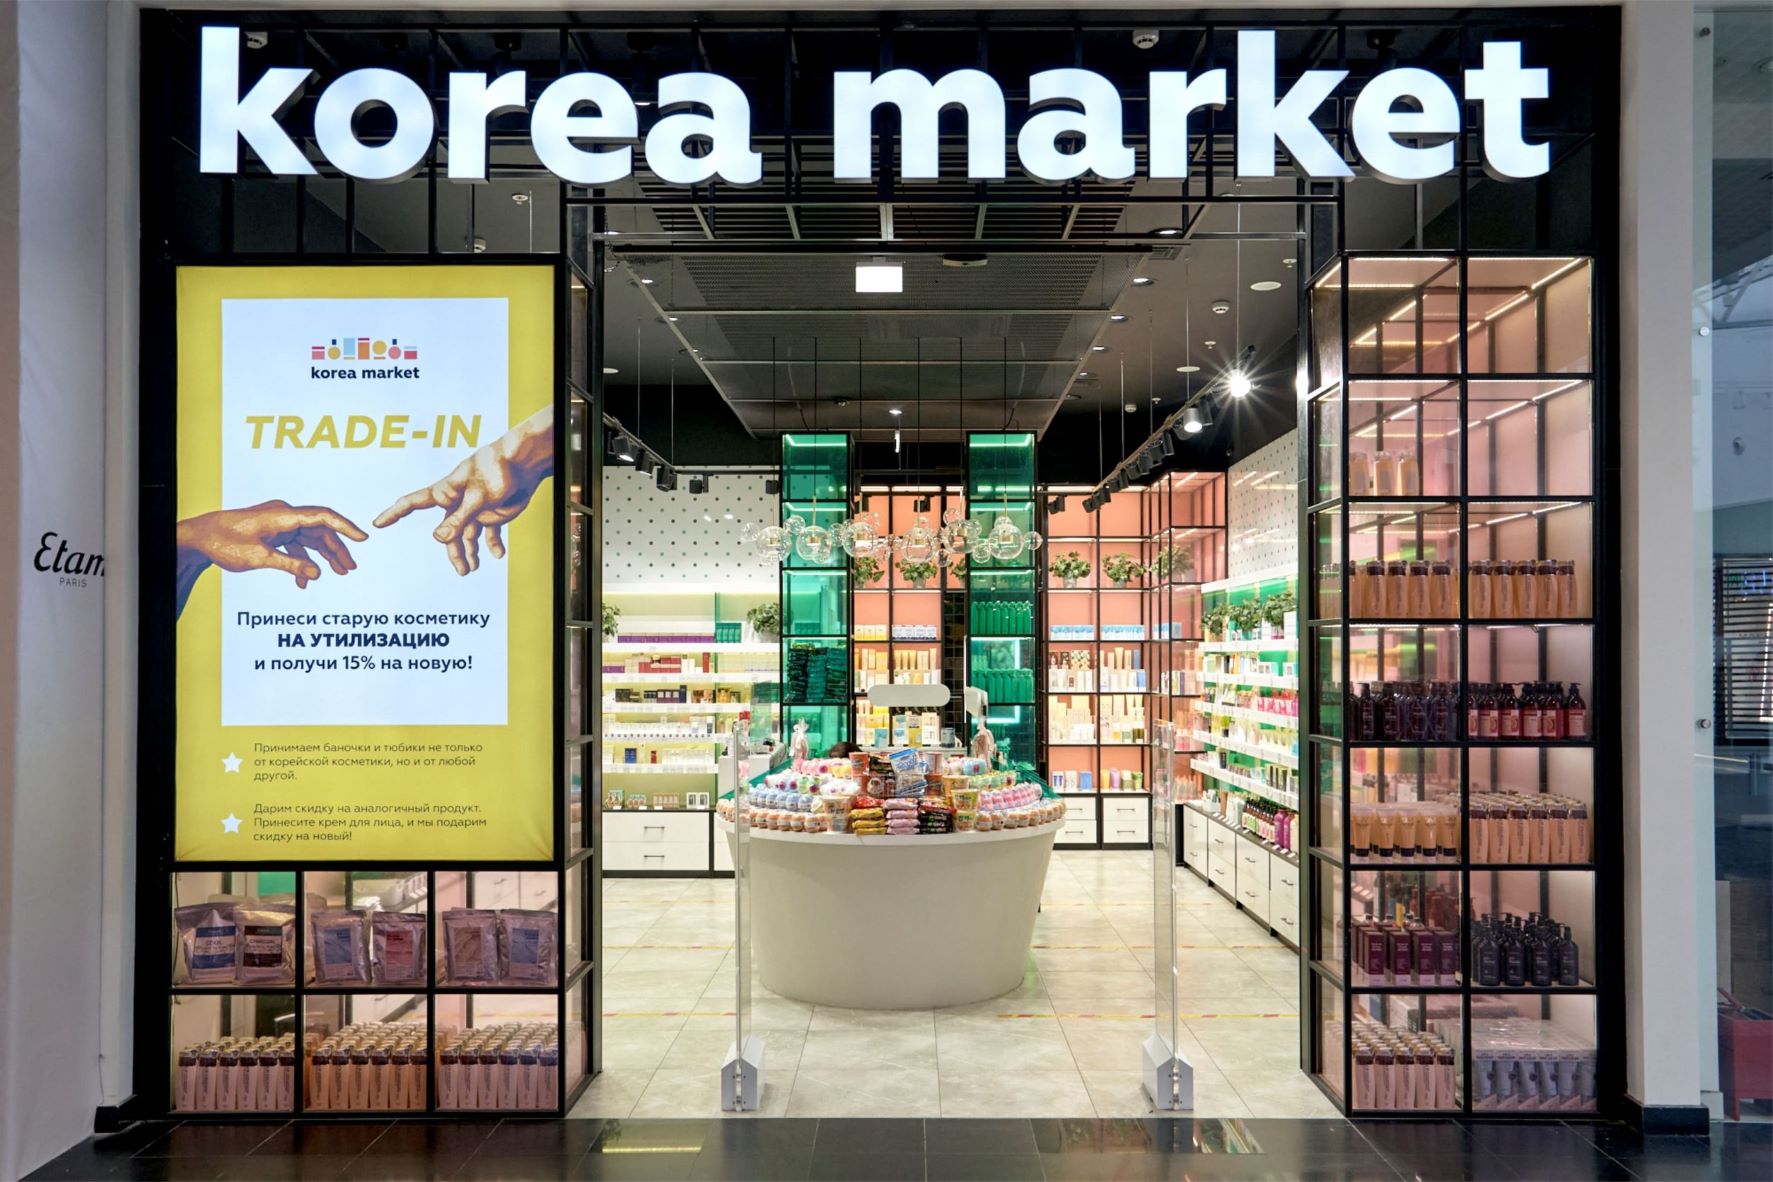 korea market
korea market
TRADE-IN
Принеси старую косметику
НА УТИЛИЗАЦИЮ
и получи 15% на новую!
Принимаем баночки и тюбики не только
от корейской косметики, но и от любой
другой.
Дарим скидку на аналогичный продукт.
Принесите крем для лица, и мы подарим
скидку на новый!
Etam
PARIS
COOL
CHARCOAL